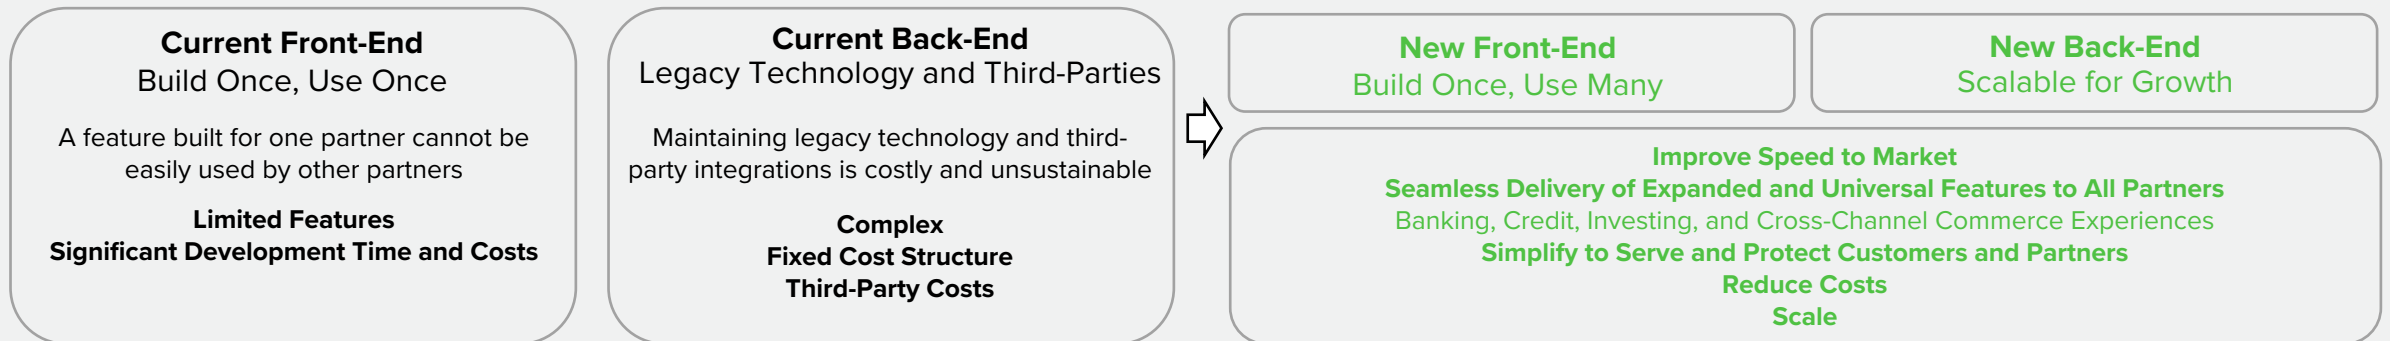 Current Front-End
Build Once, Use Once
A feature built for one partner cannot be
easily used by other partners
Limited Features
Significant Development Time and Costs
Current Back-End
Legacy Technology and Third-Parties
Maintaining legacy technology and third-
party integrations is costly and unsustainable
Complex
Fixed Cost Structure
Third-Party Costs
New Front-End
Build Once, Use Many
New Back-End
Scalable for Growth
Improve Speed to Market
Seamless Delivery of Expanded and Universal Features to All Partners
Banking, Credit, Investing, and Cross-Channel Commerce Experiences
Simplify to Serve and Protect Customers and Partners
Reduce Costs
Scale